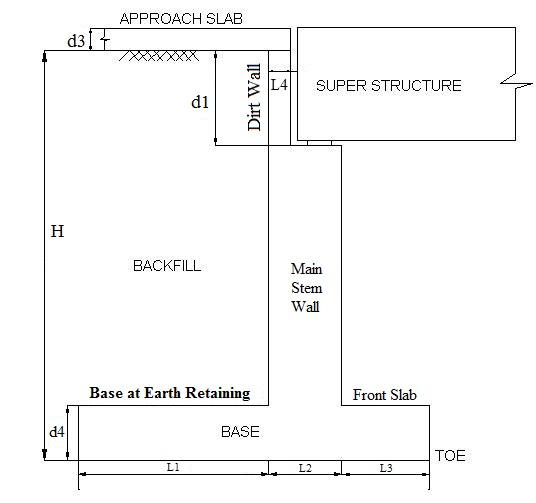 APPROACH SLAB
d3
Dirt Wall
L4
SUPER STRUCTURE
d1
H
BACKFILL
Main
Stem
Wall
Base at Earth Retaining
Front Slab
d4
BASE
TOE
L1
L2
L3